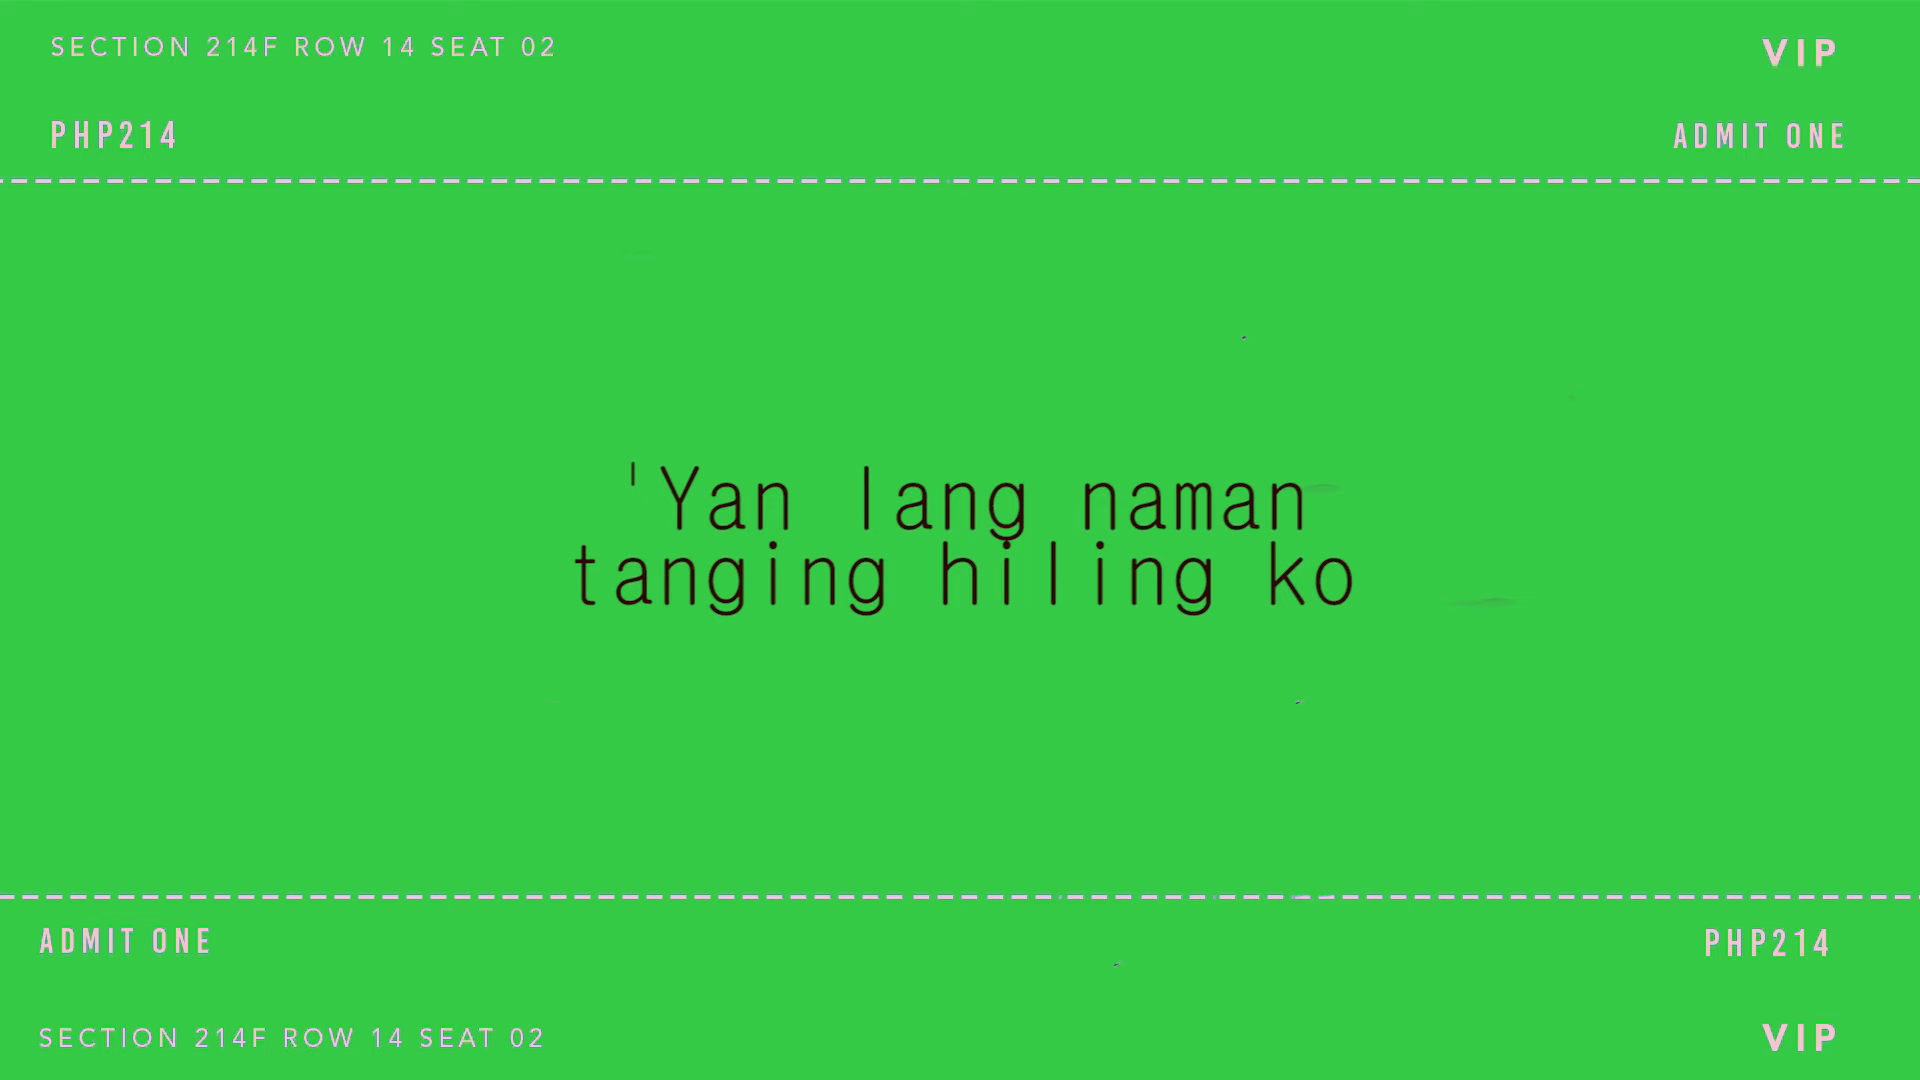 SECTION 214F ROW 14 SEAT 02
VIP
PHP214
ADMIT ONE
'Yan lang naman
tanging hiling ko
ADMIT ONE
PHP214
SECTION 214F ROW 14 SEAT 02
VIP